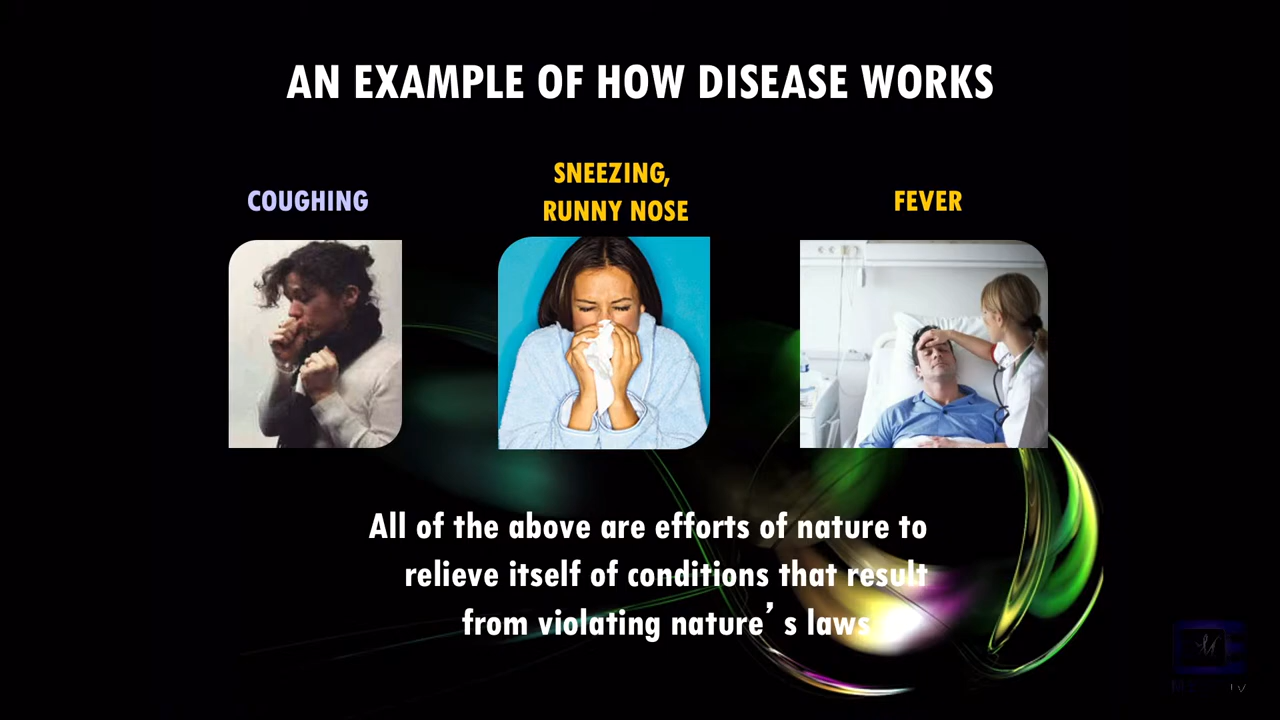 AN EXAMPLE OF HOW DISEASE WORKS
COUGHING
SNEEZING,
RUNNY NOSE
FEVER
All of the above are efforts of nature to
relieve itself of conditions that result
from violating nature’s laws